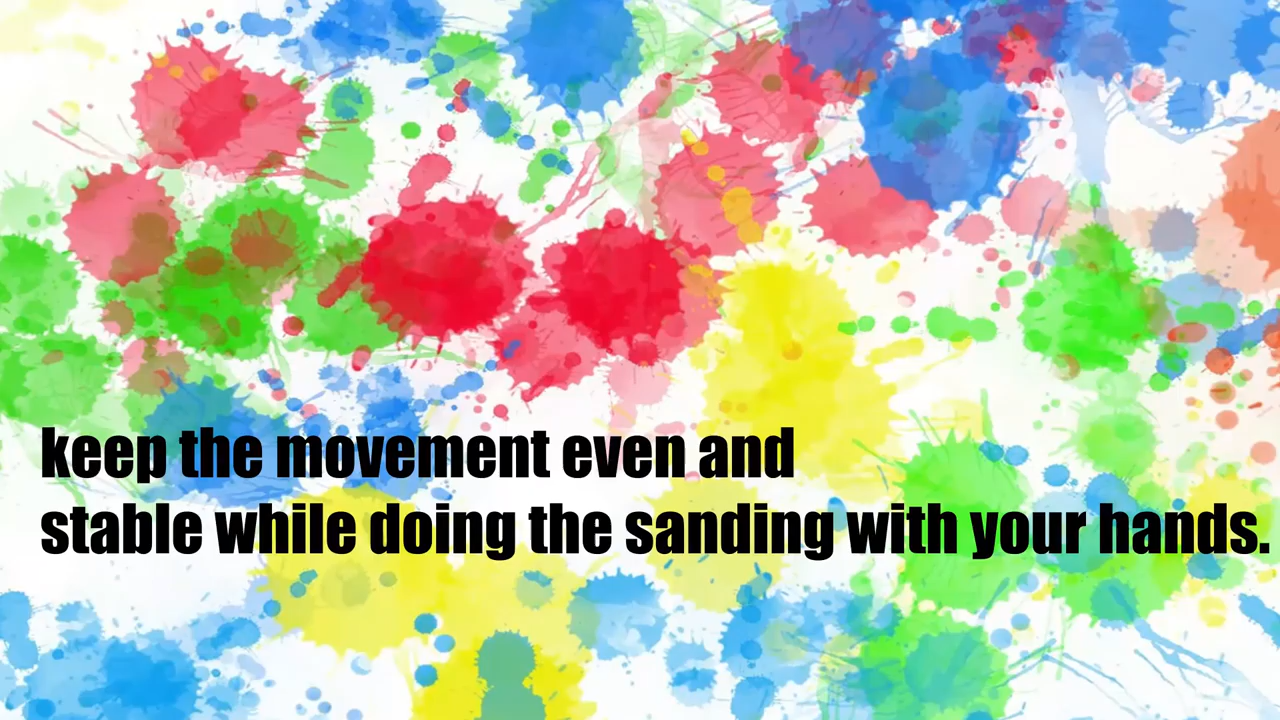 keep the movement even and
stable while doing the sanding with your hands.